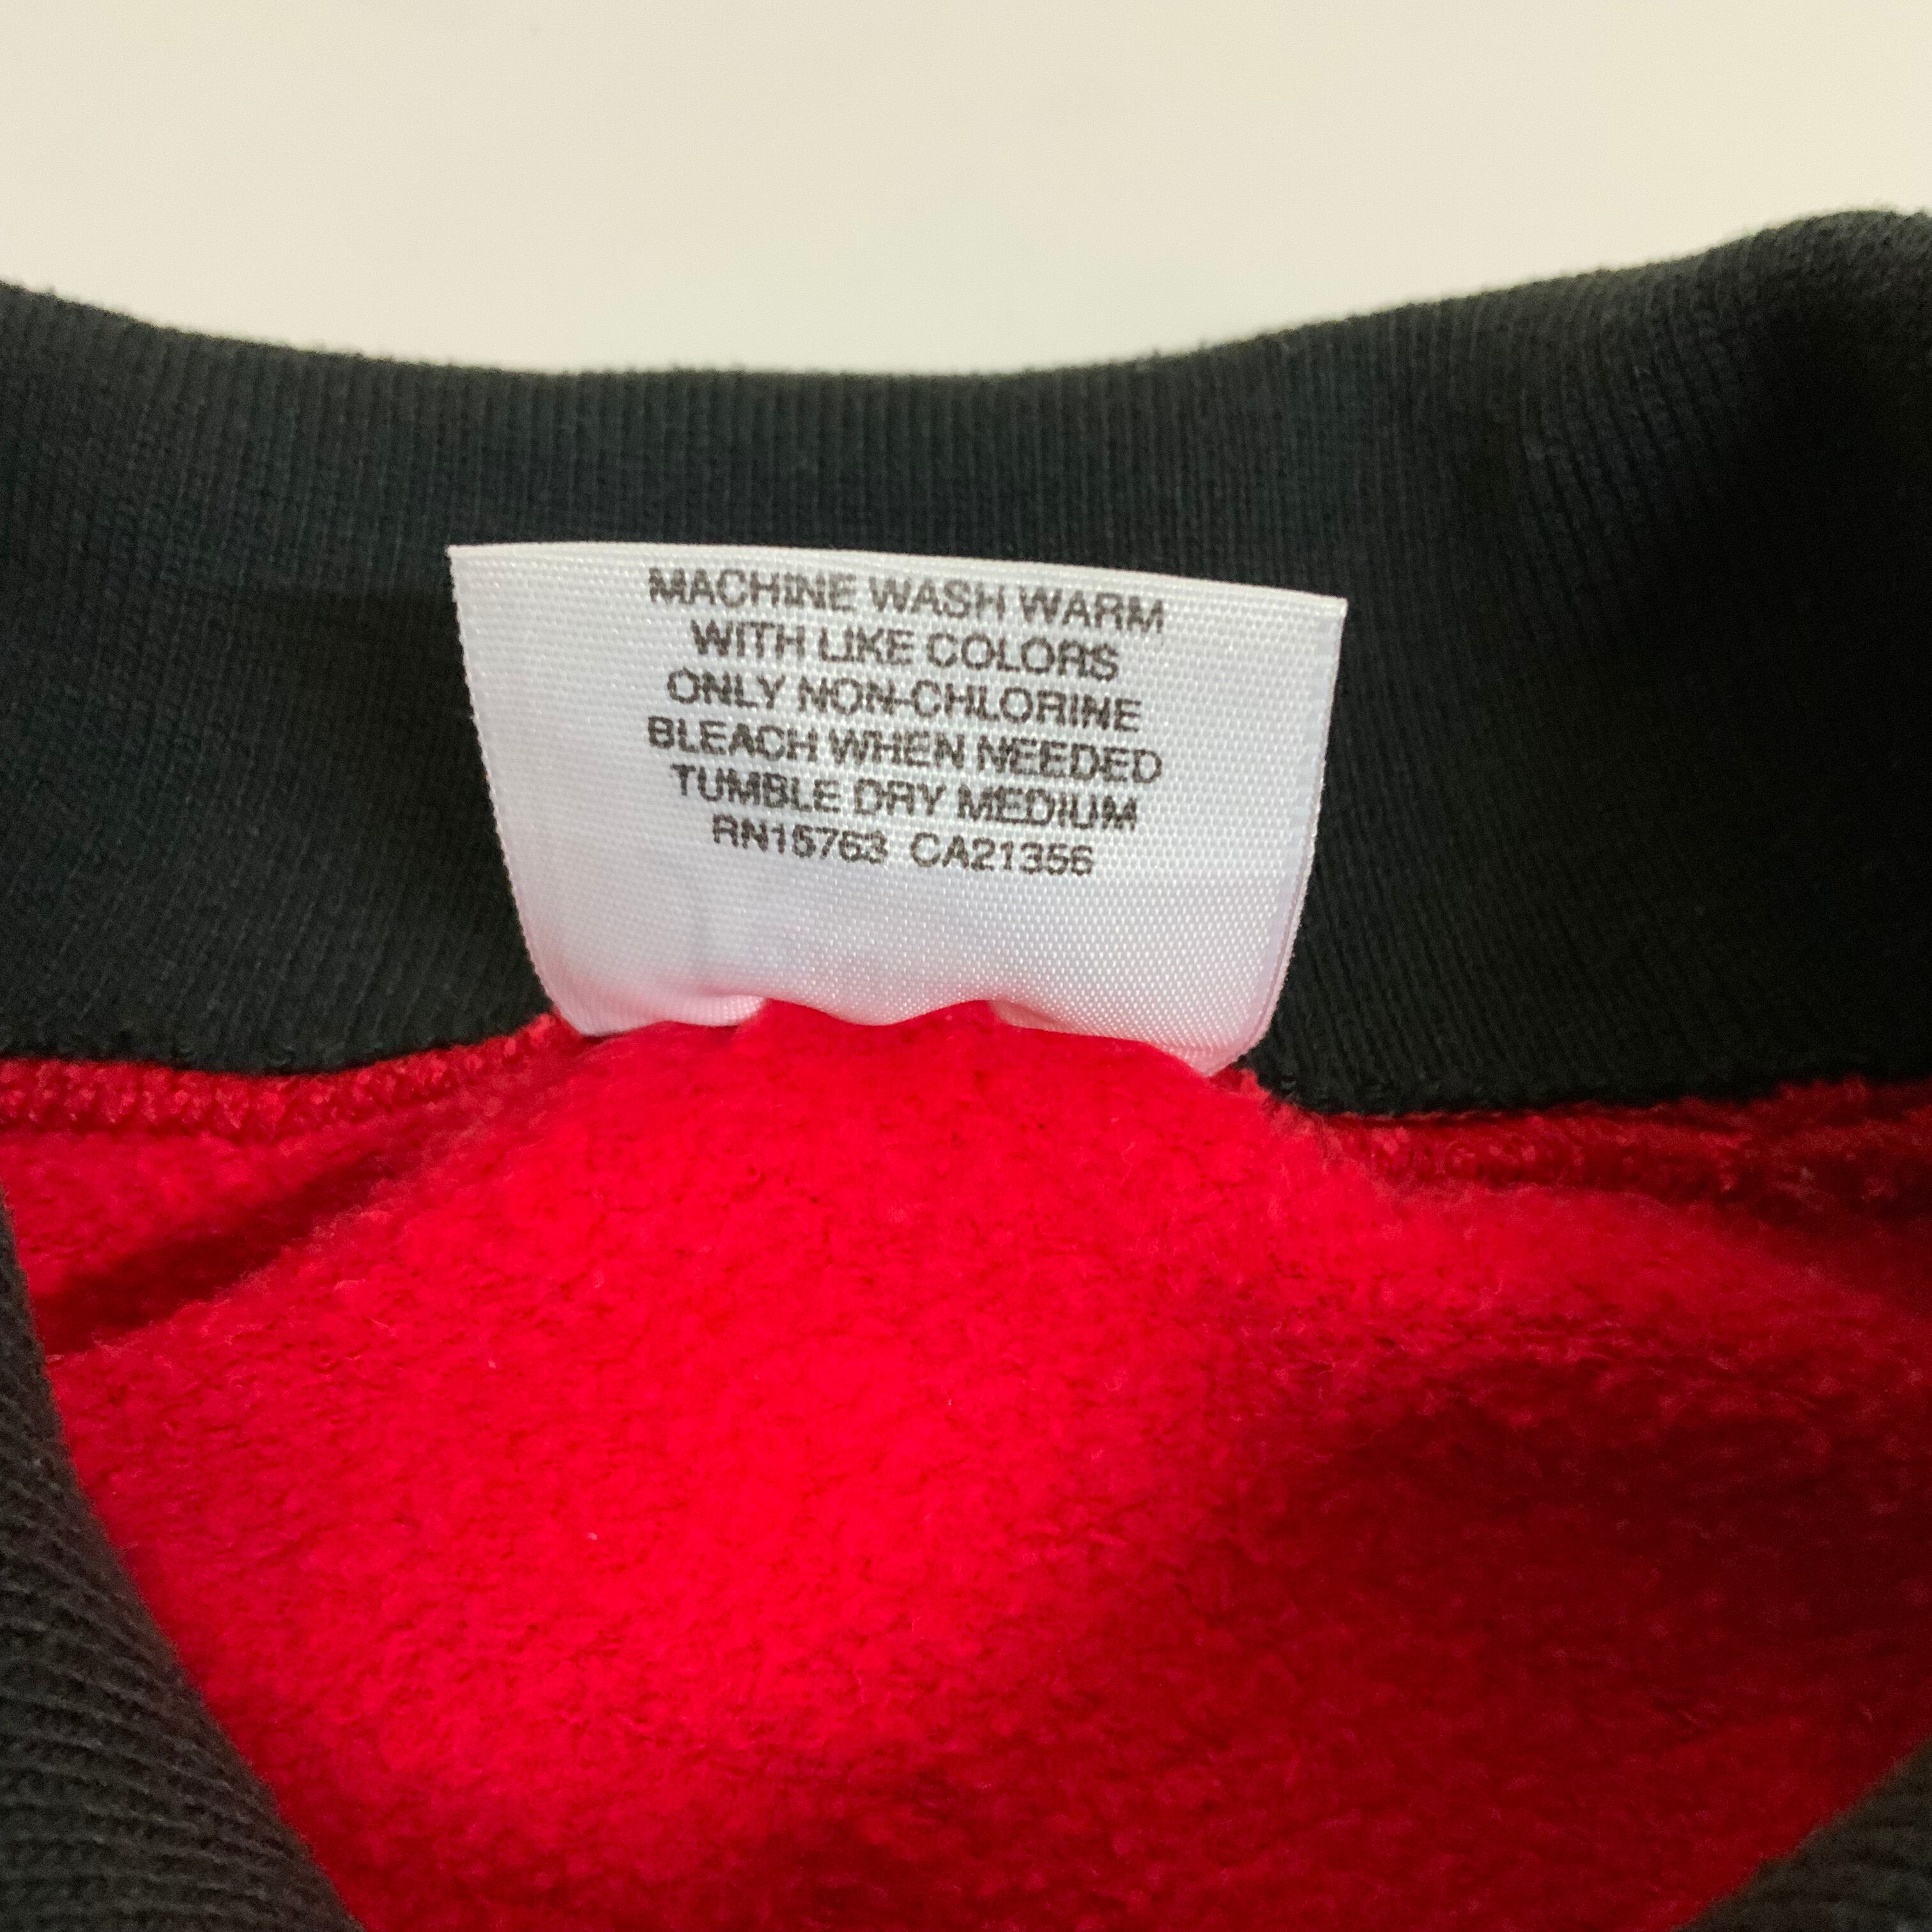 MACHINE WASH WARM
WITH LIKE COLORS
ONLY NON-CHLORINE
BLEACH WHEN NEEDED
TUMBLE DRY MEDIUM
RN15763 CA21356